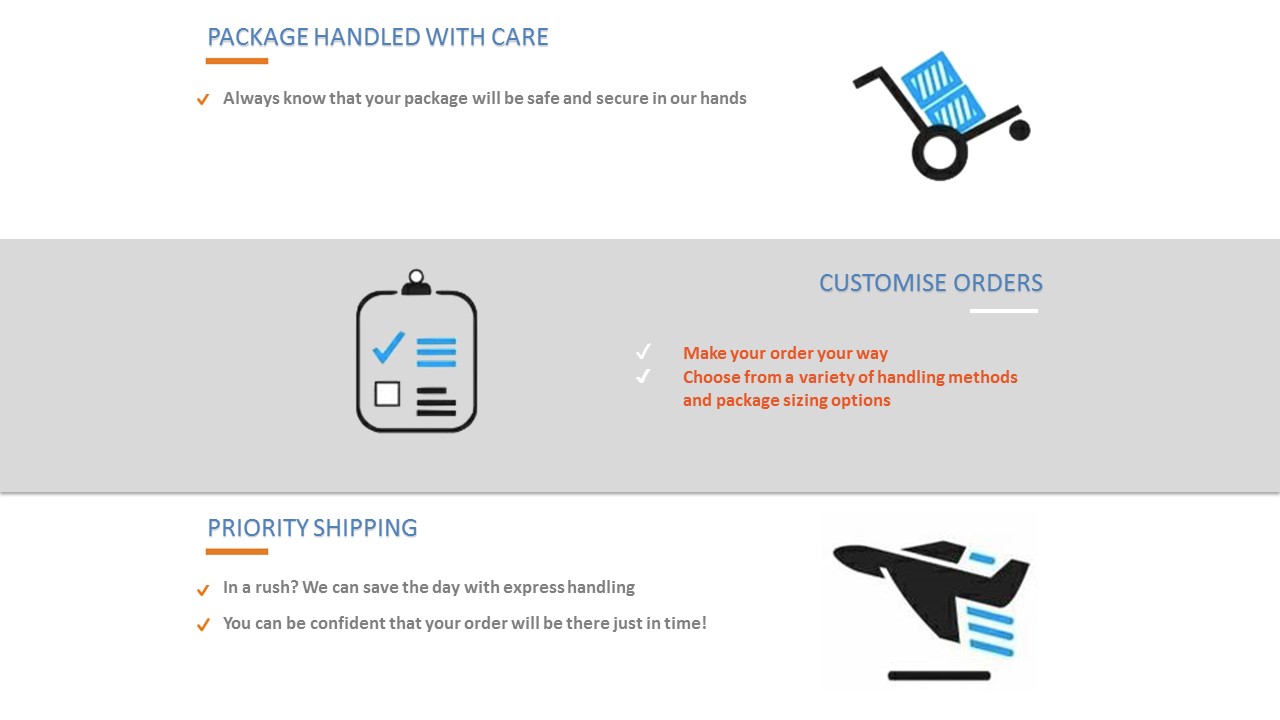 PACKAGE HANDLED WITH CARE
Always know that your package will be safe and secure in our hands
CUSTOMISE ORDERS
Make your order your way
Choose from a variety of handling methods
and package sizing options
PRIORITY SHIPPING
In a rush? We can save the day with express handling
You can be confident that your order will be there just in time!